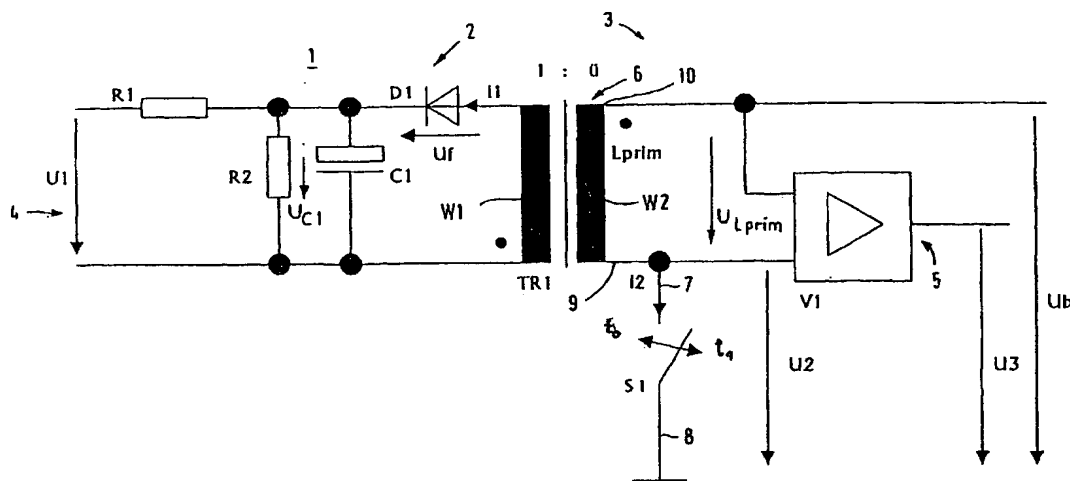 3
2
1
1 : ü
6
10
R1
D1
I1
Uf
Lprim
U1
R2
C1
UC1
4
W1
W2
ULprim
TR1
9
I2
7
V1
5
Ub
t0
t1
U2
U3
S1
8